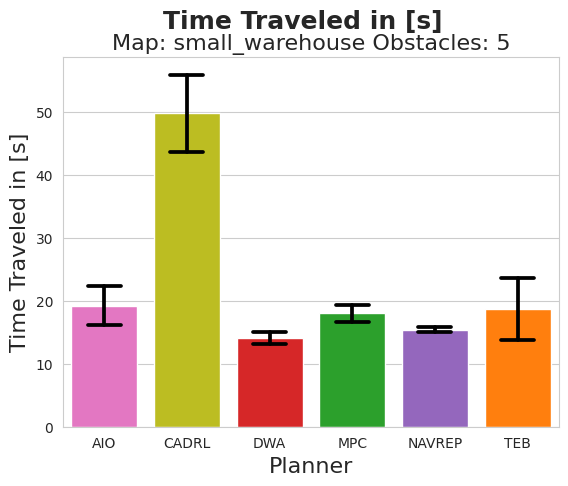 Time Traveled in [s]
Map: small_warehouse Obstacles: 5
Time Traveled in [s]
50
40
30
20
10
0
AIO CADRL DWA MPC NAVREP TEB
Planner